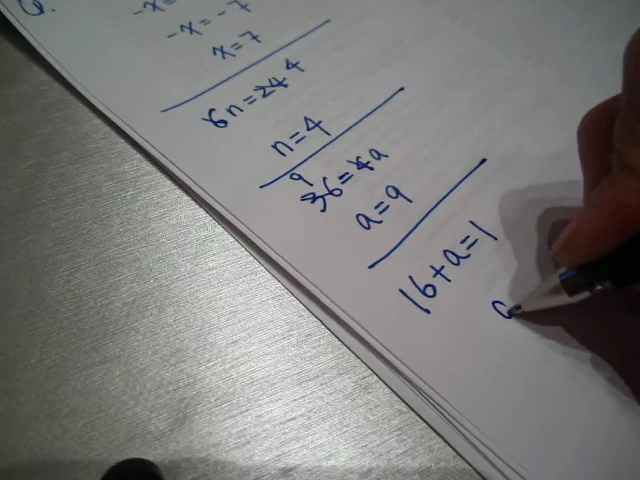 Q.
-x=
-x=-7
x=7
6n=24 4
n=4
9
36=4a
a=9
16+a=1